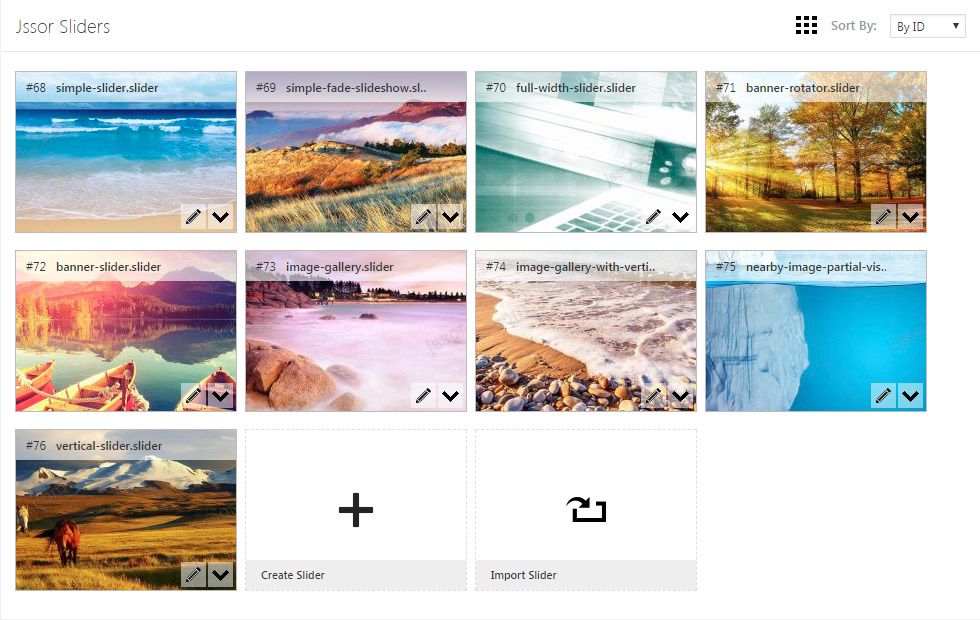 Jssor Sliders
Sort By: By ID
#68 simple-slider.slider
#69 simple-fade-slideshow.sl..
#70 full-width-slider.slider
#71 banner-rotator.slider
#72 banner-slider.slider
#73 image-gallery.slider
#74 image-gallery-with-verti..
#75 nearby-image-partial-vis..
#76 vertical-slider.slider
Create Slider
Import Slider